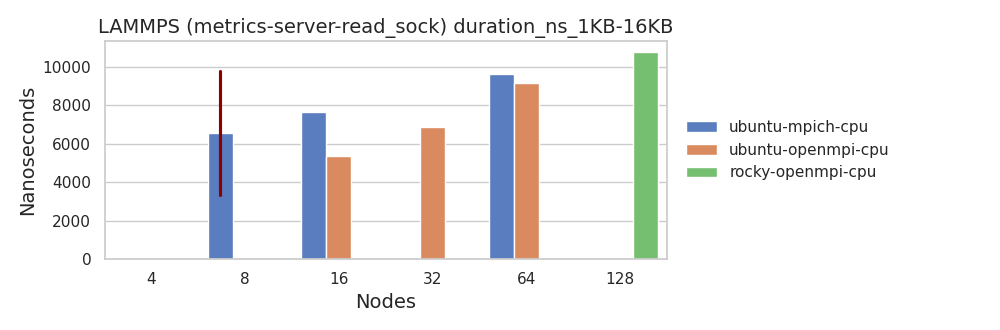 LAMMPS (metrics-server-read_sock) duration_ns_1KB-16KB
Nanoseconds
10000
8000
6000
4000
2000
0
4 8 16 32 64 128
Nodes
ubuntu-mpich-cpu
ubuntu-openmpi-cpu
rocky-openmpi-cpu